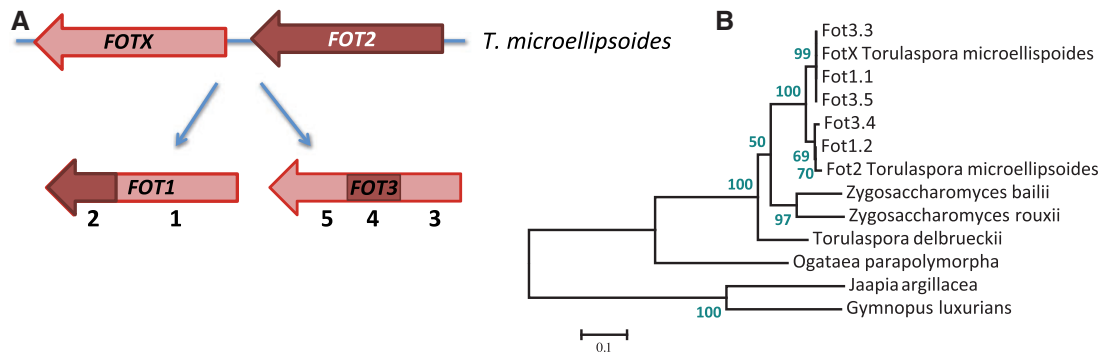 A
FOTX
FOT2
T. microellipsoides
FOT1
FOT3
2
1
5
4
3
B
Fot3.3
99
FotX Torulaspora microellispoides
Fot1.1
100
Fot3.5
Fot3.4
50
Fot1.2
69
70
Fot2 Torulaspora microellipsoides
100
Zygosaccharomyces bailii
97
Zygosaccharomyces rouxii
Torulaspora delbrueckii
Ogataea parapolymorpha
Jaapia argillacea
100
Gymnopus luxurians
0.1